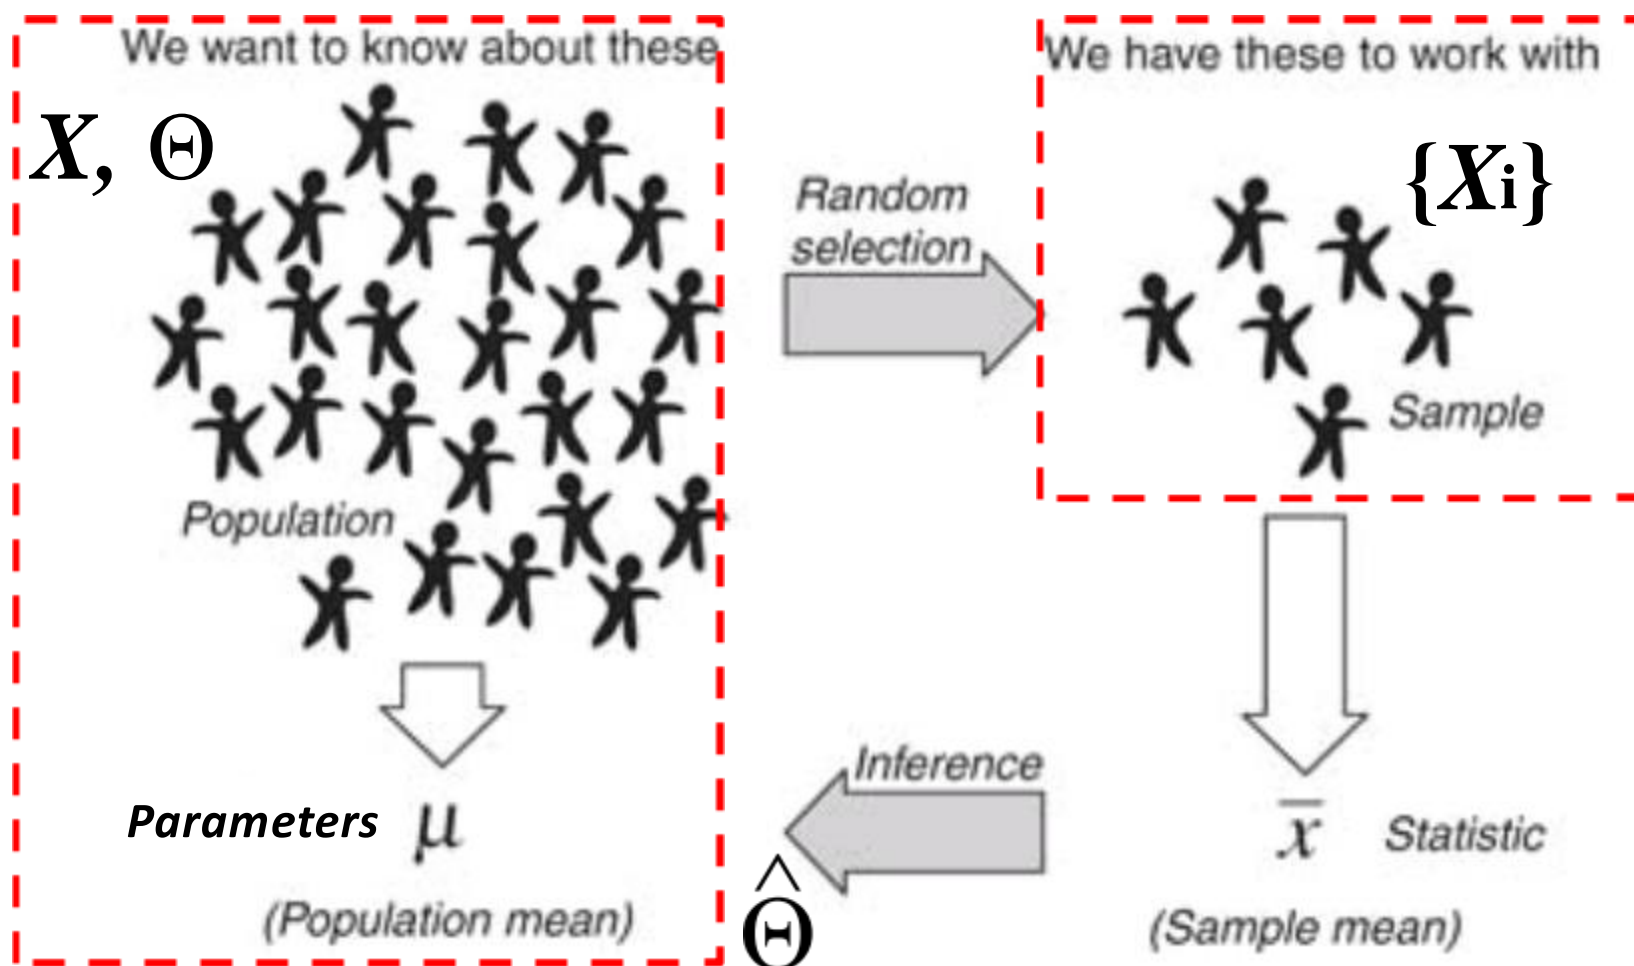 We want to know about these
X, Θ
Population
Parameters μ
(Population mean)
Random
selection
We have these to work with
{Xi}
Sample
Inference
Θ̂
x̄ Statistic
(Sample mean)